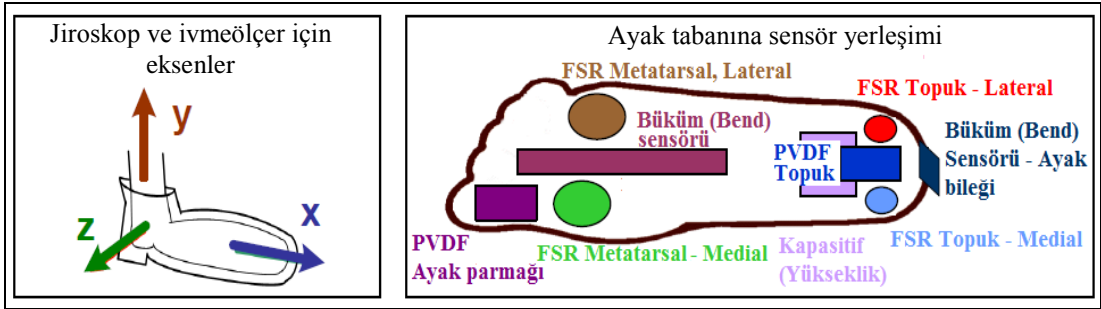 Jiroskop ve ivmeölçer için
eksenler
y
z
x
Ayak tabanına sensör yerleşimi
FSR Metatarsal, Lateral
FSR Topuk - Lateral
Büküm (Bend)
sensörü
Büküm (Bend)
Sensörü - Ayak
bileği
PVDF
Topuk
PVDF
Ayak parmağı
FSR Metatarsal - Medial
Kapasitif
(Yükseklik)
FSR Topuk - Medial